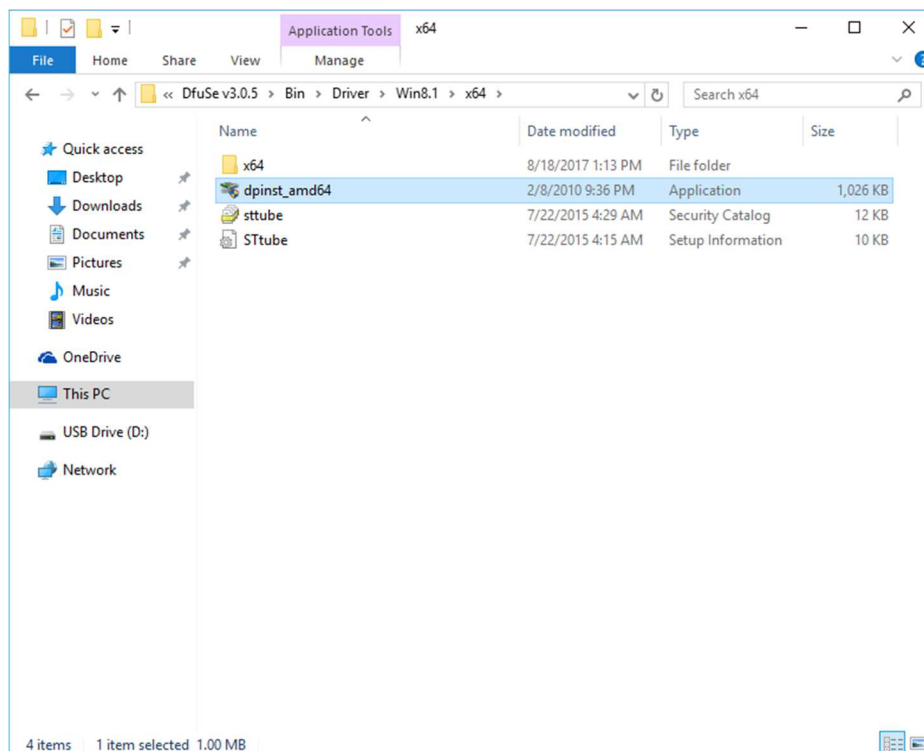 Application Tools x64
File Home Share View Manage
« DfuSe v3.0.5 > Bin > Driver > Win8.1 > x64 > Search x64
Name Date modified Type Size
Quick access
Desktop
Downloads
Documents
Pictures
Music
Videos
OneDrive
This PC
USB Drive (D:)
Network
x64 8/18/2017 1:13 PM File folder
dpinst_amd64 2/8/2010 9:36 PM Application 1,026 KB
sttube 7/22/2015 4:29 AM Security Catalog 12 KB
STtube 7/22/2015 4:15 AM Setup Information 10 KB
4 items 1 item selected 1.00 MB